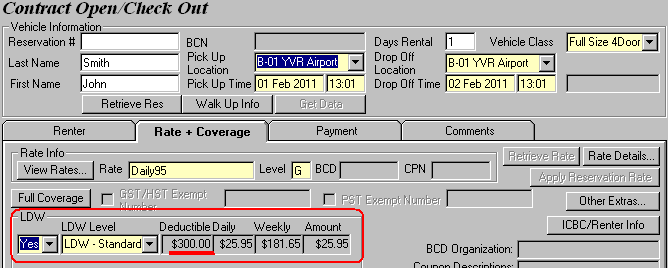 Contract Open/Check Out
Vehicle Information
Reservation # BCN Days Rental 1 Vehicle Class Full Size 4Door
Last Name Smith Pick Up Location B-01 YVR Airport Drop Off Location B-01 YVR Airport
First Name John Pick Up Time 01 Feb 2011 13:01 Drop Off Time 02 Feb 2011 13:01
Retrieve Res Walk Up Info Get Data
Renter Rate + Coverage Payment Comments
Rate Info
View Rates... Rate Daily95 Level G BCD CPN Retrieve Rate Rate Details...
Apply Reservation Rate
Full Coverage GST/HST Exempt Number PST Exempt Number Other Extras...
LDW
LDW Level Deductible Daily Weekly Amount ICBC/Renter Info
Yes LDW - Standard $300.00 $25.95 $181.65 $25.95
BCD Organization:
Coupon Descriptions: